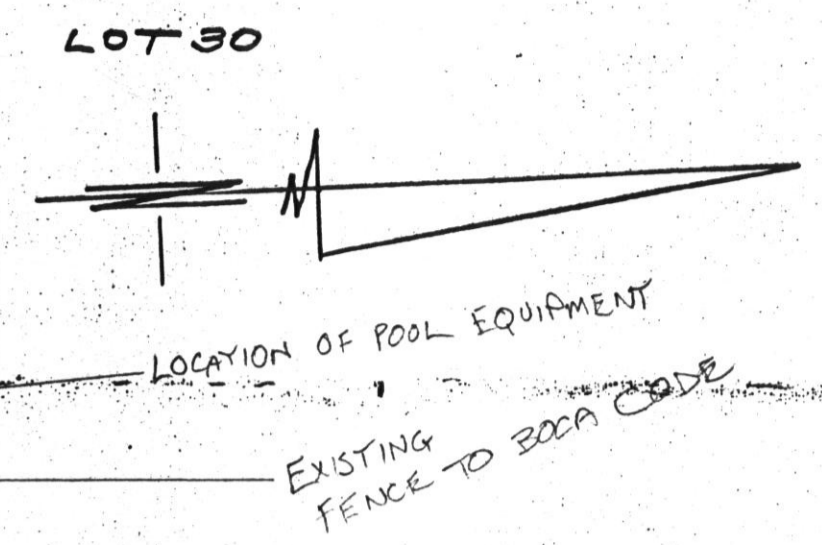 LOT 30
N
LOCATION OF POOL EQUIPMENT
EXISTING
FENCE TO BOCA CODE